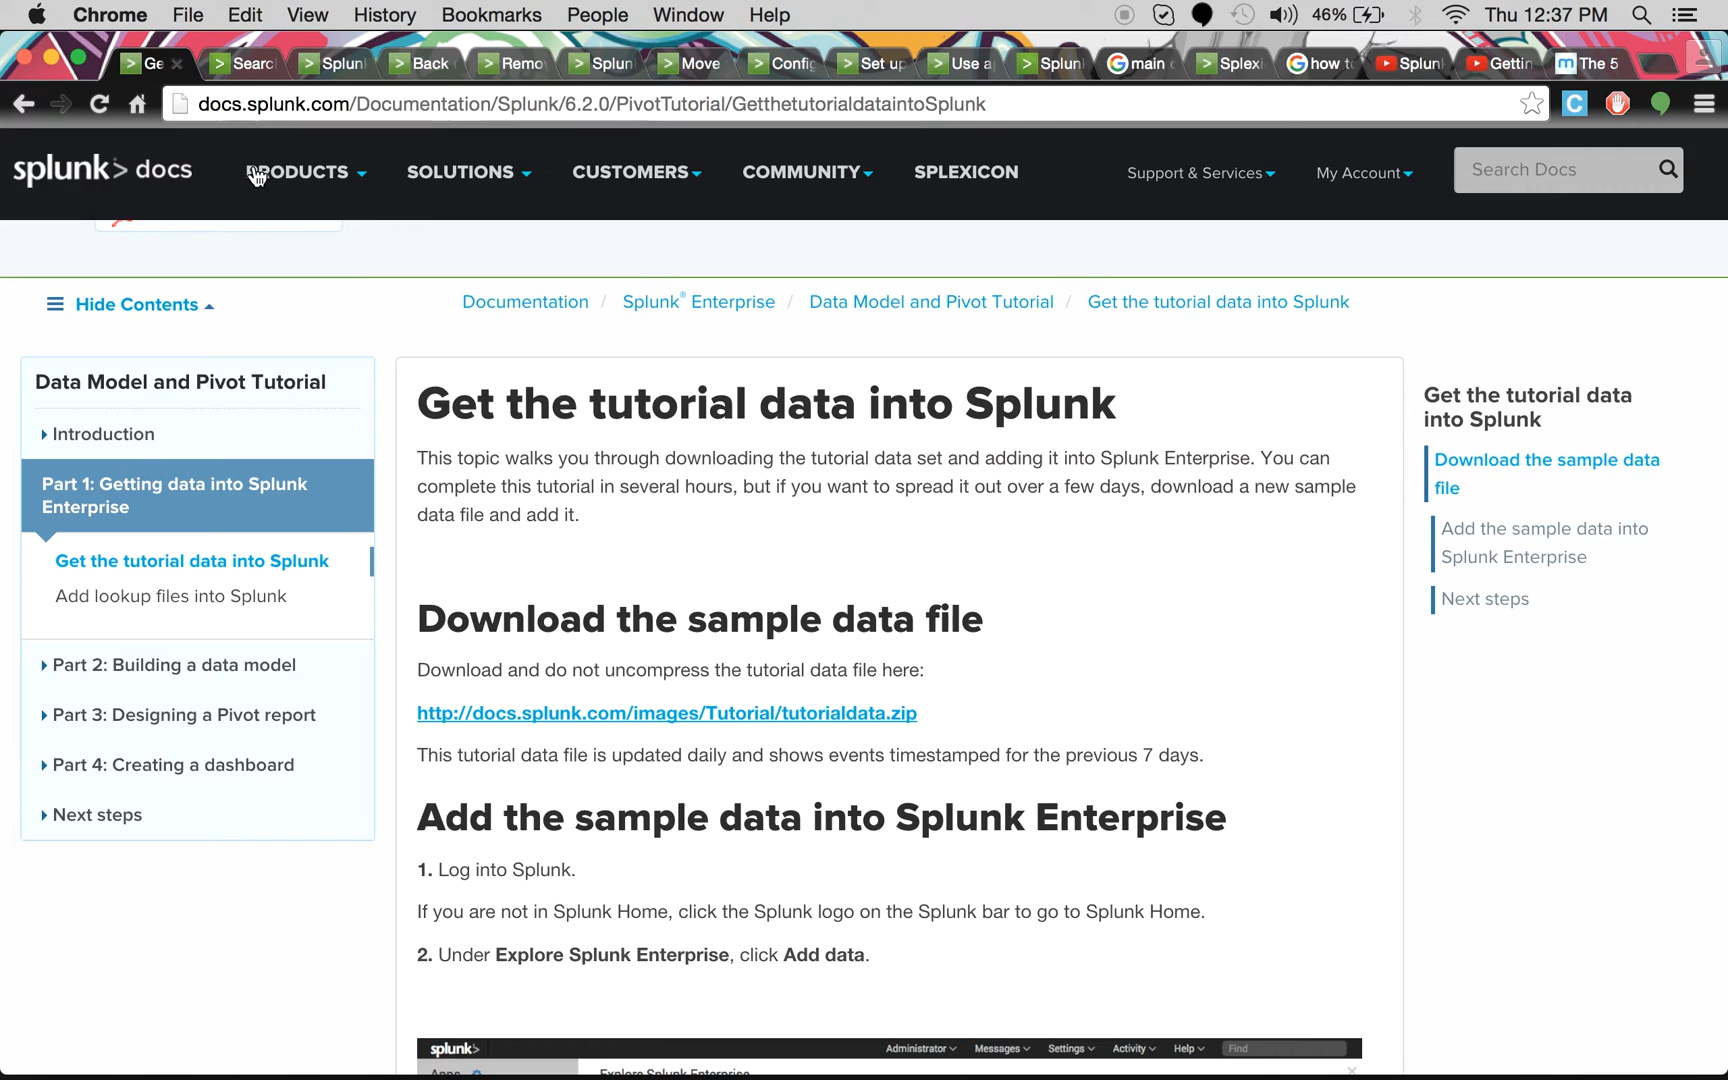 Chrome File Edit View History Bookmarks People Window Help 46% Thu 12:37 PM
Ge Searc Splun Back Remo Splun Move Config Set up Use a Splun main Splexi how to Splun Gettin The 5
docs.splunk.com/Documentation/Splunk/6.2.0/PivotTutorial/GetthetutorialdataintoSplunk
splunk> docs PRODUCTS SOLUTIONS CUSTOMERS COMMUNITY SPLEXICON Support & Services My Account Search Docs
Hide Contents
Documentation / Splunk® Enterprise / Data Model and Pivot Tutorial / Get the tutorial data into Splunk
Data Model and Pivot Tutorial
Introduction
Part 1: Getting data into Splunk
Enterprise
Get the tutorial data into Splunk
Add lookup files into Splunk
Part 2: Building a data model
Part 3: Designing a Pivot report
Part 4: Creating a dashboard
Next steps
Get the tutorial data into Splunk
This topic walks you through downloading the tutorial data set and adding it into Splunk Enterprise. You can
complete this tutorial in several hours, but if you want to spread it out over a few days, download a new sample
data file and add it.
Download the sample data file
Download and do not uncompress the tutorial data file here:
http://docs.splunk.com/images/Tutorial/tutorialdata.zip
This tutorial data file is updated daily and shows events timestamped for the previous 7 days.
Add the sample data into Splunk Enterprise
1. Log into Splunk.
If you are not in Splunk Home, click the Splunk logo on the Splunk bar to go to Splunk Home.
2. Under Explore Splunk Enterprise, click Add data.
splunk> Administrator Messages Settings Activity Help Find
Apps Explore Splunk Enterprise
Get the tutorial data
into Splunk
Download the sample data
file
Add the sample data into
Splunk Enterprise
Next steps